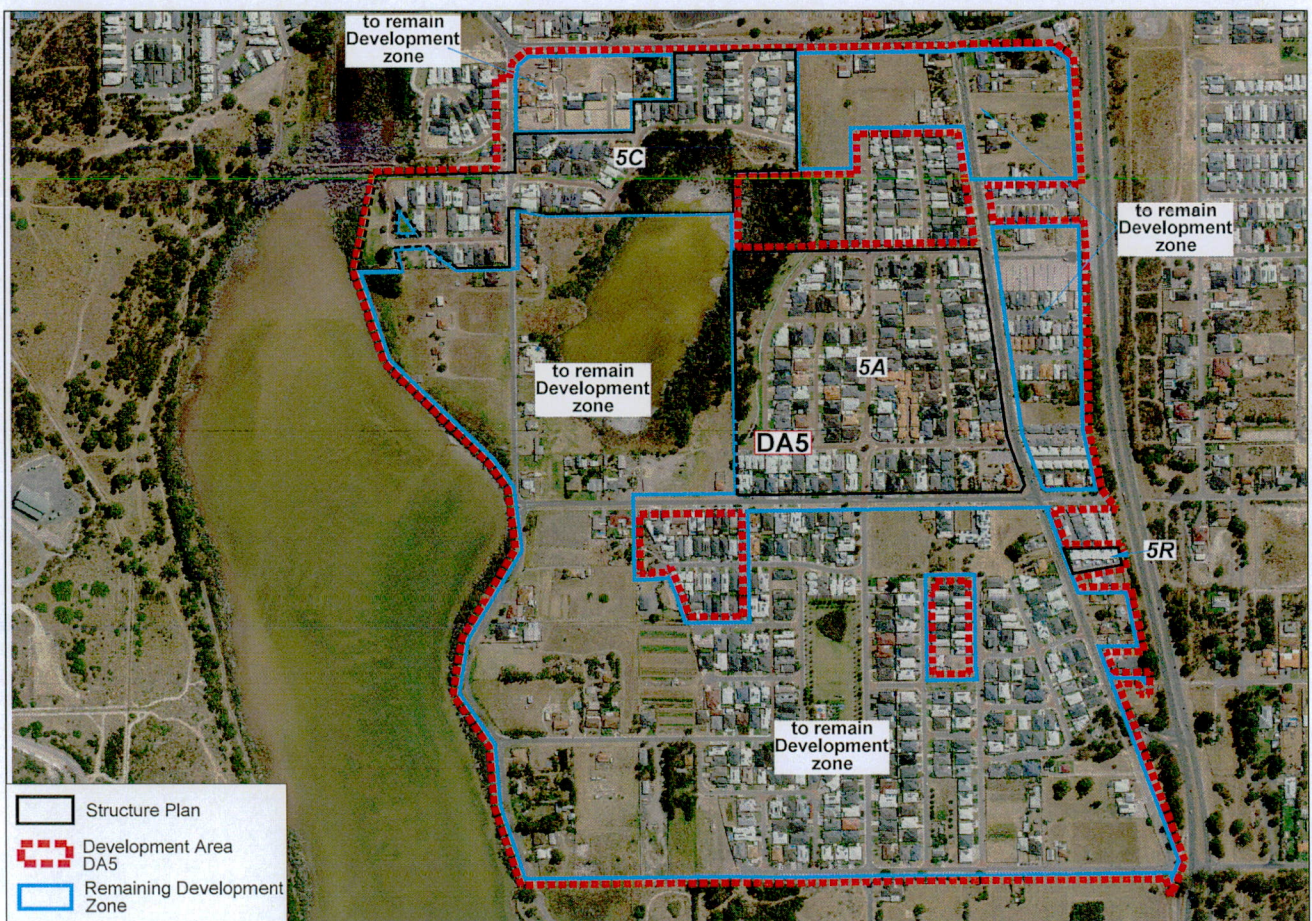 to remain
Development
zone
5C
to remain
Development
zone
to remain
Development
zone
5A
DA5
5R
to remain
Development
zone
Structure Plan
Development Area
DA5
Remaining Development
Zone